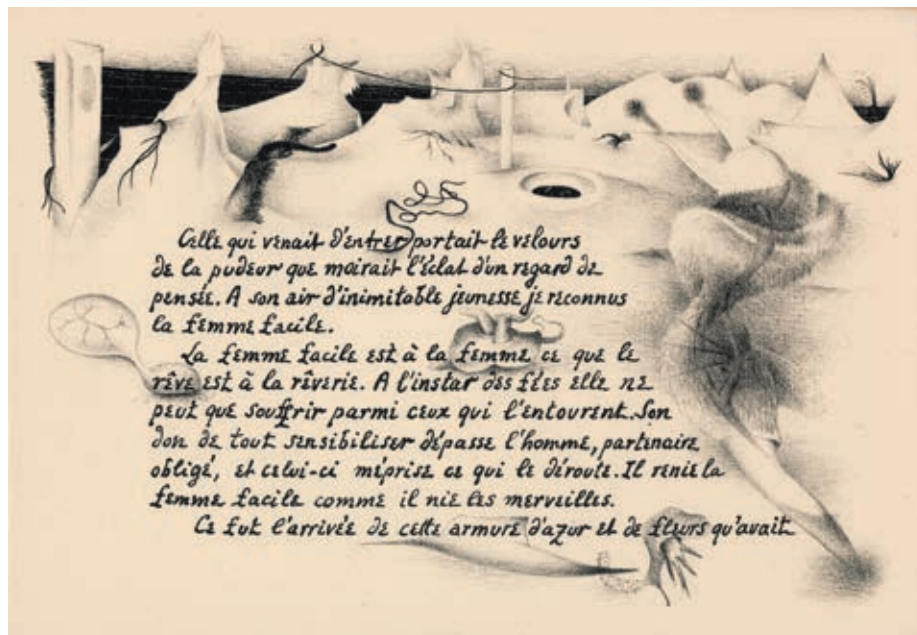 Celle qui venait d'entrer portait le velours
de la pudeur que moirait l'éclat d'un regard de
pensée. A son air d'inimitable jeunesse je reconnus
la femme facile.
La femme facile est à la femme ce que le
rêve est à la rêverie. A l'instar des fées elle ne
peut que souffrir parmi ceux qui l'entourent. Son
don de tout sensibiliser dépasse l'homme, partenaire
obligé, et celui-ci méprise ce qui le déroute. Il renie la
femme facile comme il nie les merveilles.
Ce fut l'arrivée de cette armure d'azur et de fleurs qu'avait